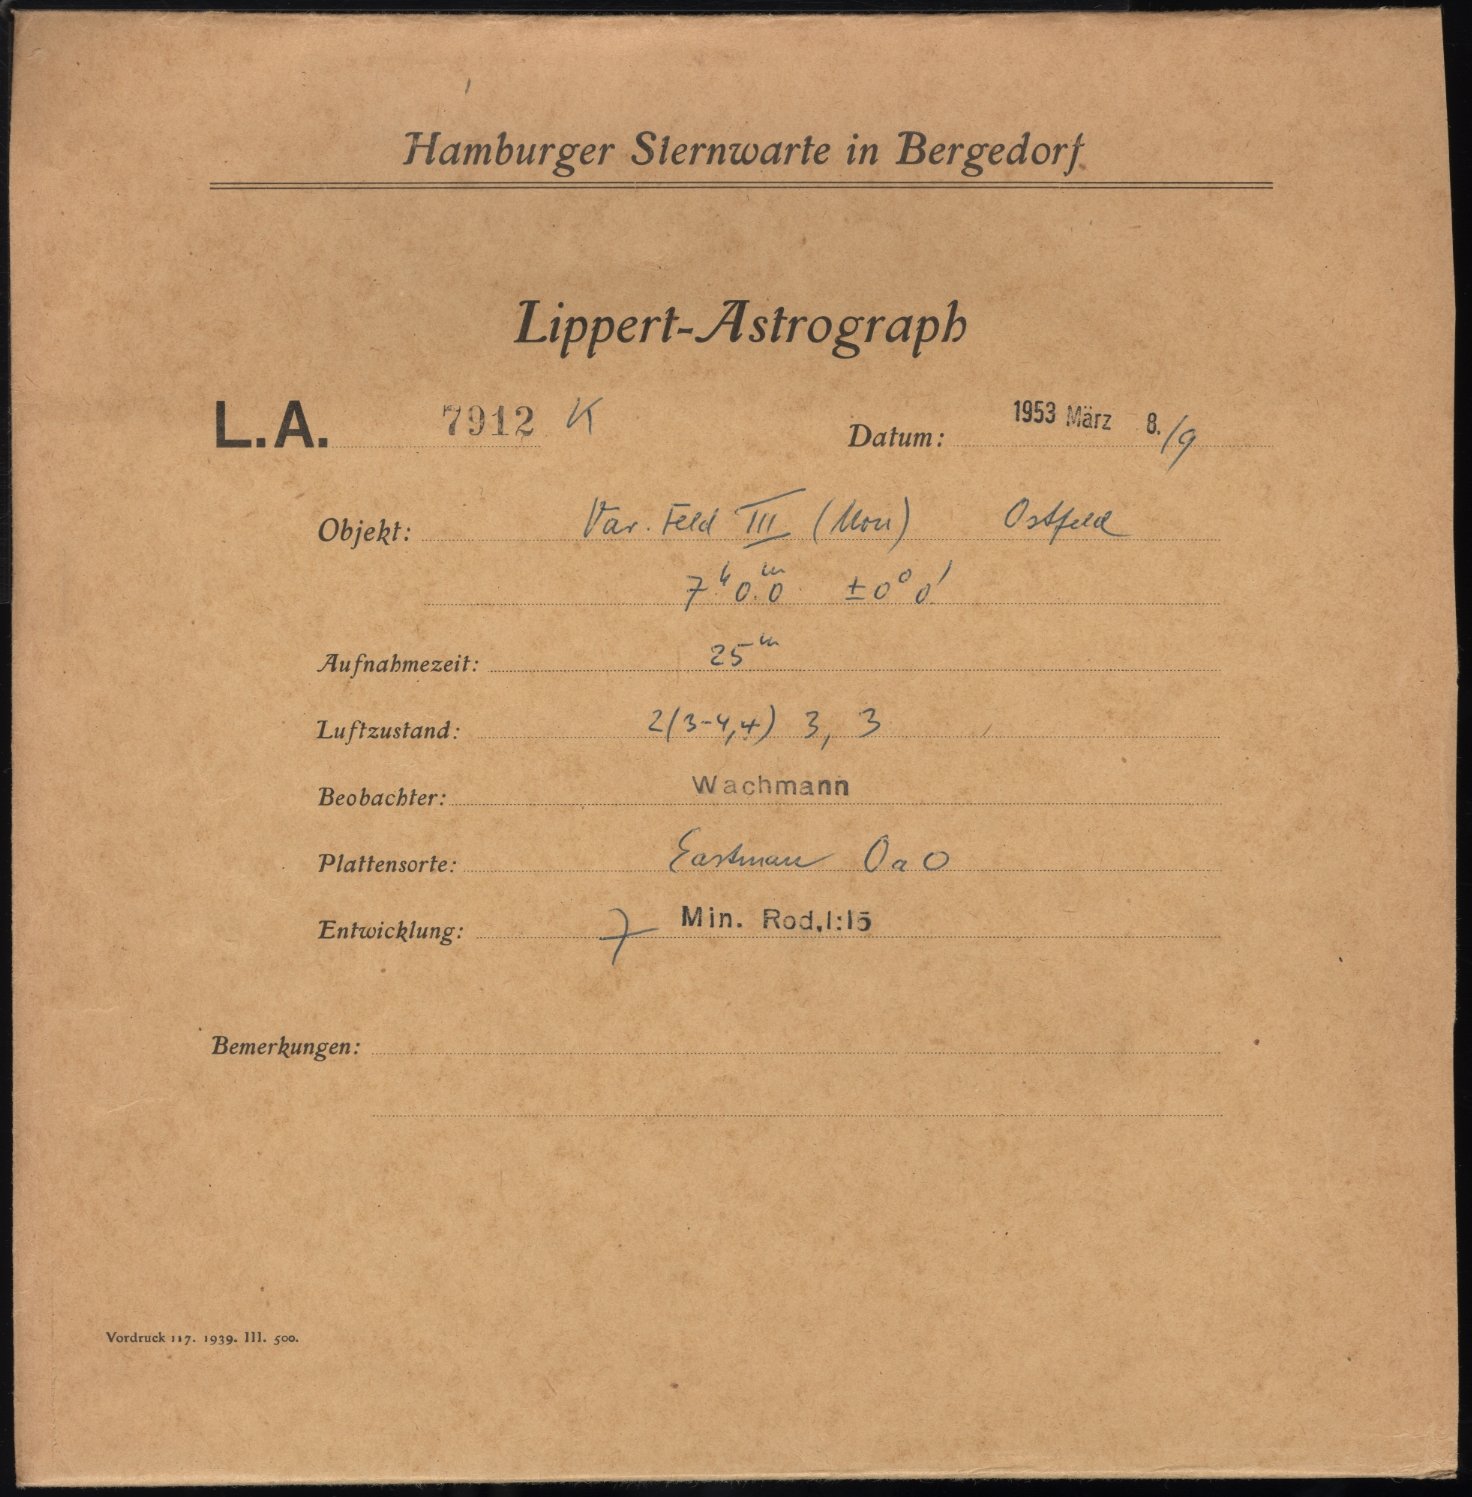 Hamburger Sternwarte in Bergedorf
Lippert-Astrograph
L.A. 7912 K Datum: 1953 März 8./9
Objekt: Var. Feld III (Mon) Ostfeld
7ʰ 0.ᵐ0 ±0° 0'
Aufnahmezeit: 25ᵐ
Luftzustand: 2(3-4,4) 3, 3
Beobachter: Wachmann
Plattensorte: Eastman OaO
Entwicklung: 7 Min. Rod.1:15
Bemerkungen:
Vordruck 117. 1939. III. 500.